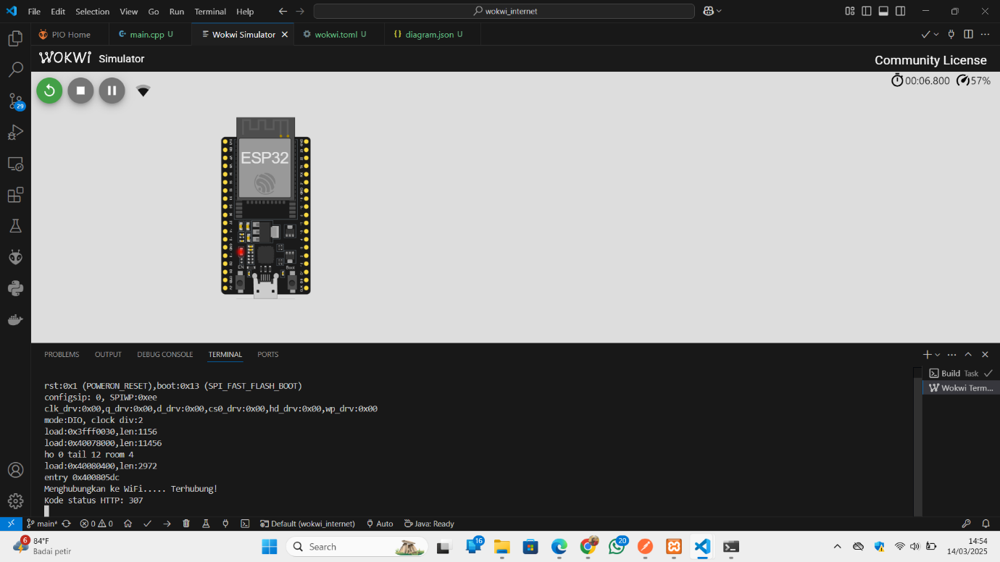 File Edit Selection View Go Run Terminal Help
wokwi_internet
PIO Home
main.cpp U
Wokwi Simulator
wokwi.toml U
diagram.json U
WOKWi Simulator
Community License
00:06.800 57%
29
ESP32
EN Boot
PROBLEMS OUTPUT DEBUG CONSOLE TERMINAL PORTS
Build Task
Wokwi Term...
rst:0x1 (POWERON_RESET),boot:0x13 (SPI_FAST_FLASH_BOOT)
configsip: 0, SPIWP:0xee
clk_drv:0x00,q_drv:0x00,d_drv:0x00,cs0_drv:0x00,hd_drv:0x00,wp_drv:0x00
mode:DIO, clock div:2
load:0x3fff0030,len:1156
load:0x40078000,len:11456
ho 0 tail 12 room 4
load:0x40080400,len:2972
entry 0x400805dc
Menghubungkan ke WiFi..... Terhubung!
Kode status HTTP: 307
main* 0 0 Default (wokwi_internet) Auto Java: Ready
6
84°F
Badai petir
Search
16
20
14:54
14/03/2025